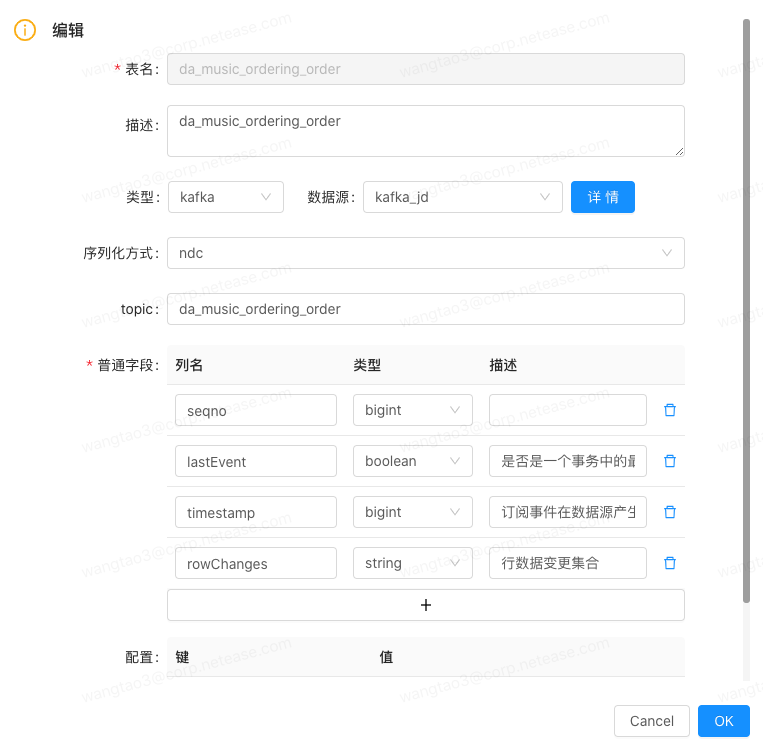 编辑
* 表名: da_music_ordering_order
描述: da_music_ordering_order
类型: kafka 数据源: kafka_jd 详 情
序列化方式: ndc
topic: da_music_ordering_order
* 普通字段: 列名 类型 描述
seqno bigint
lastEvent boolean 是否是一个事务中的最
timestamp bigint 订阅事件在数据源产生
rowChanges string 行数据变更集合
+
配置: 键 值
Cancel OK
wangtao3@corp.netease.com